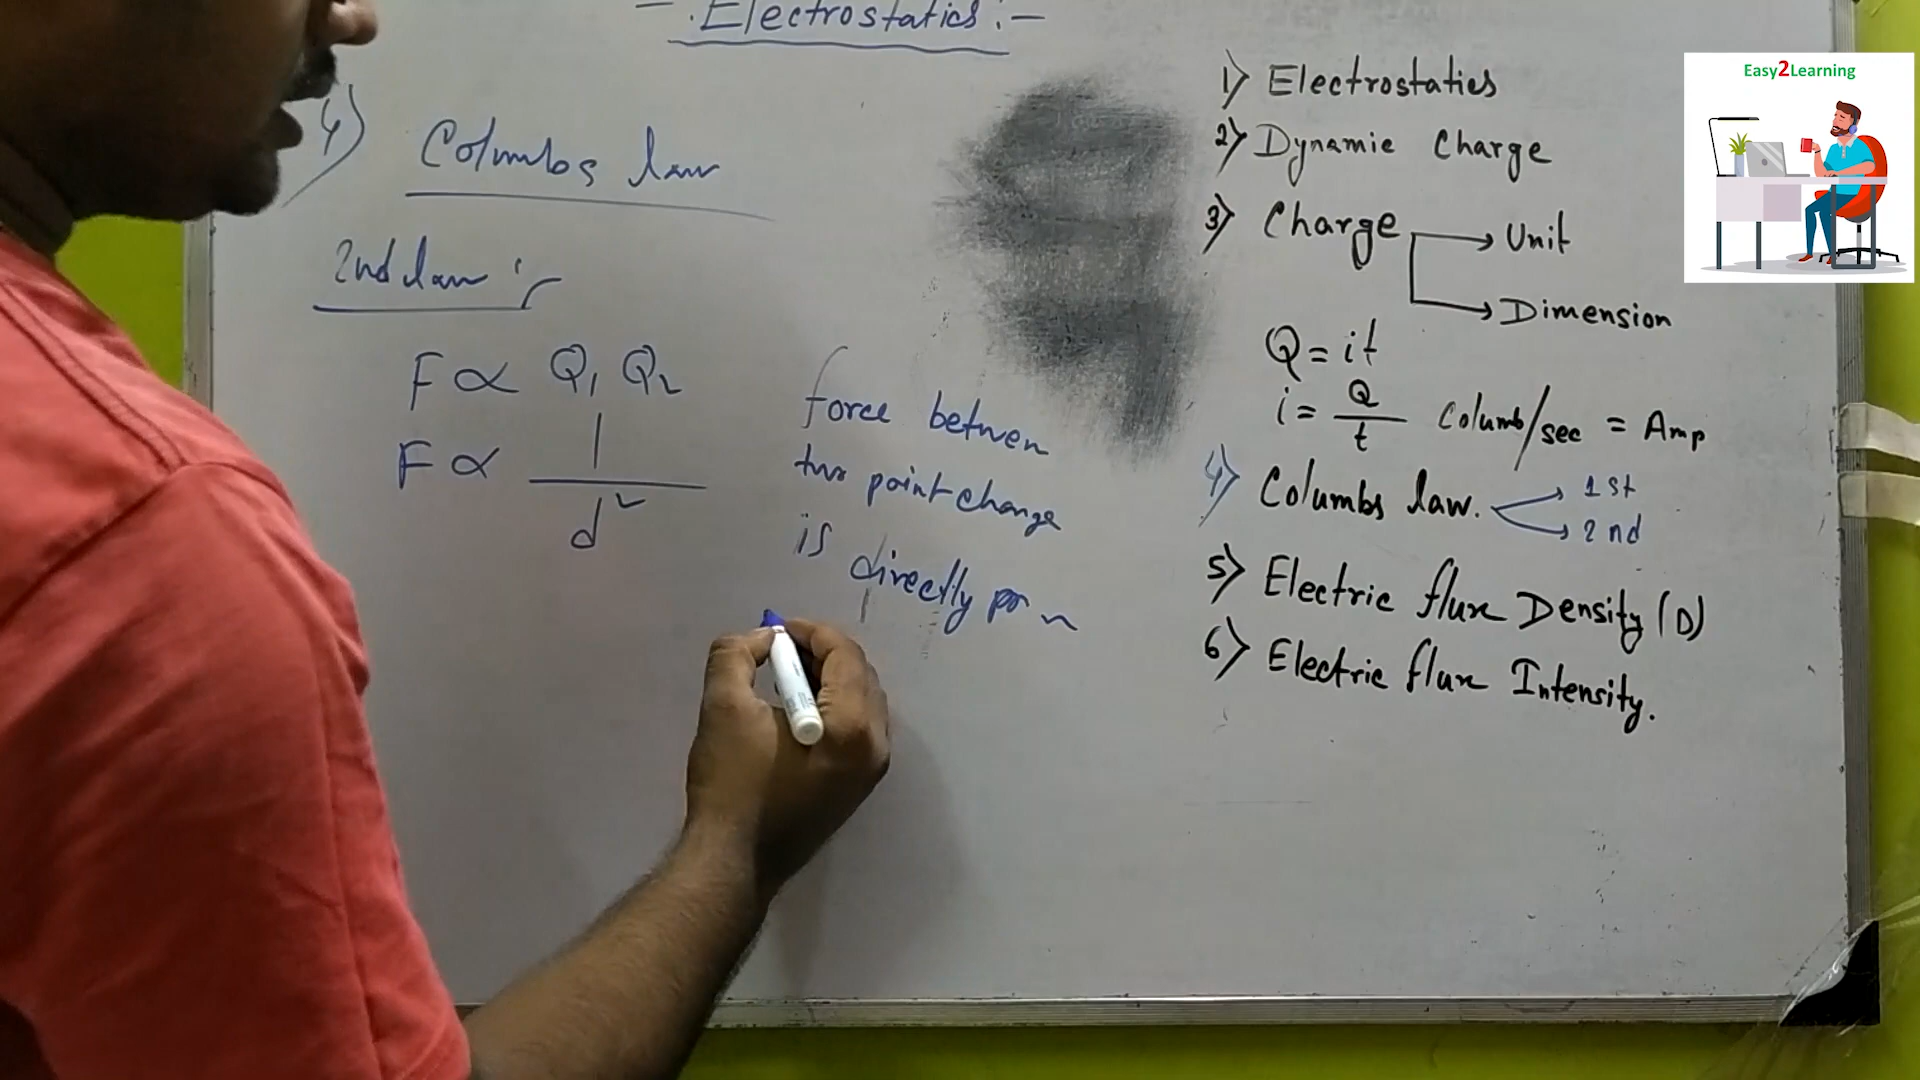 - . Electrostatics : -
4) Columbs law
2nd law :-
F ∝ Q₁ Q₂
F ∝ 1/d²
force between
two point charge
is directly pr
1) Electrostatics
2) Dynamic Charge
3) Charge → Unit
→ Dimension
Q = it
i = Q/t Columb/sec = Amp
4) Columbs law. → 1st
→ 2nd
5) Electric flux Density (D)
6) Electric flux Intensity.
Easy2Learning